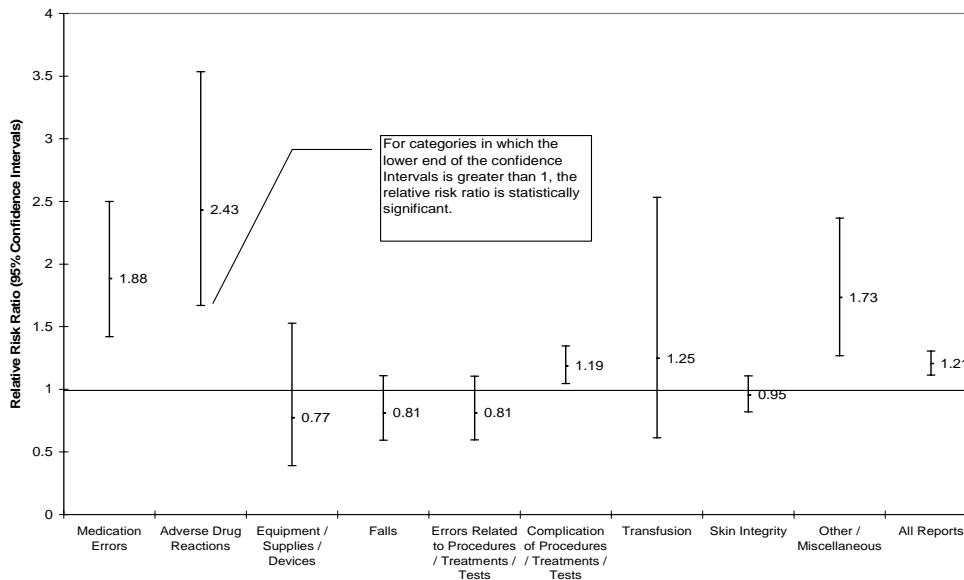 Relative Risk Ratio (95% Confidence Intervals)
4
3.5
3
2.5
2
1.5
1
0.5
0
For categories in which the
lower end of the confidence
Intervals is greater than 1, the
relative risk ratio is statistically
significant.
1.88
2.43
0.77
0.81
0.81
1.19
1.25
0.95
1.73
1.21
Medication
Errors
Adverse Drug
Reactions
Equipment /
Supplies /
Devices
Falls
Errors Related
to Procedures
/ Treatments /
Tests
Complication
of Procedures
/ Treatments /
Tests
Transfusion
Skin Integrity
Other /
Miscellaneous
All Reports